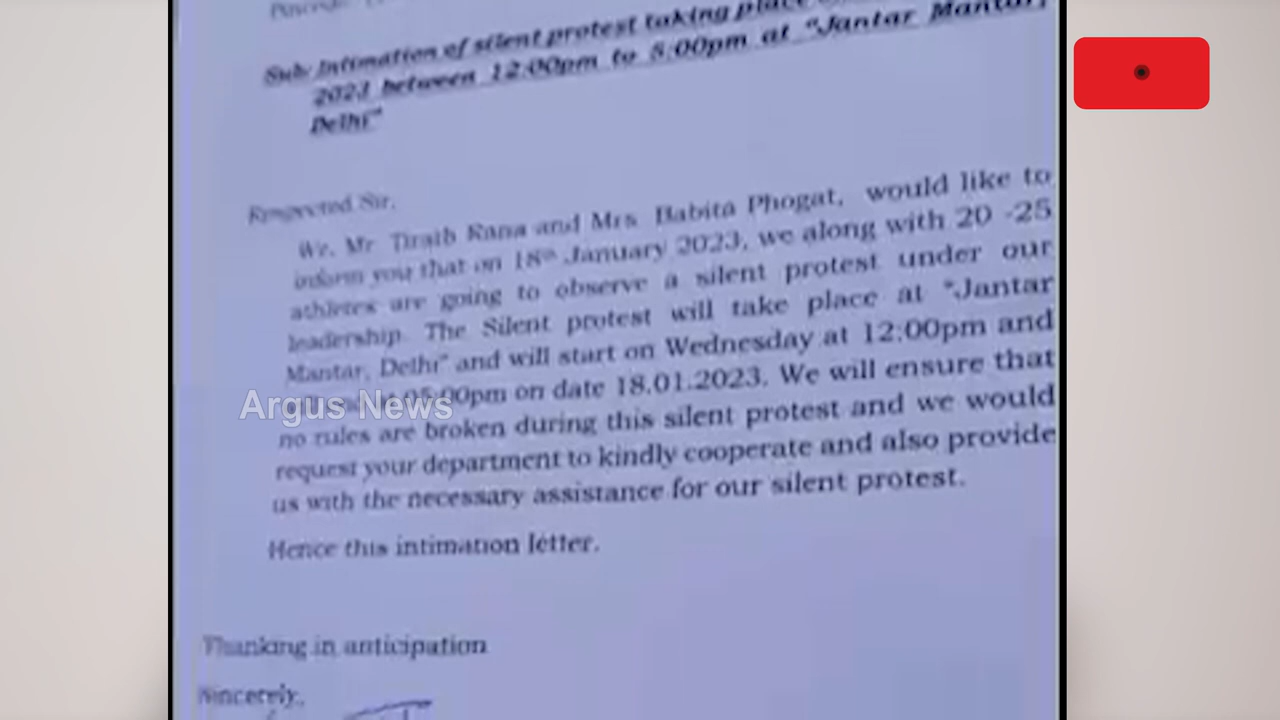 Sub: Intimation of silent protest taking place
2023 between 12:00pm to 5:00pm at "Jantar Mantar,
Delhi"
Respected Sir,
We, Mr. Tirath Rana and Mrs. Babita Phogat, would like to
inform you that on 18th January 2023, we along with 20 -25
athletes are going to observe a silent protest under our
leadership. The Silent protest will take place at "Jantar
Mantar, Delhi" and will start on Wednesday at 12:00pm and
05:00pm on date 18.01.2023. We will ensure that
Argus News
no rules are broken during this silent protest and we would
request your department to kindly cooperate and also provide
us with the necessary assistance for our silent protest.
Hence this intimation letter.
Thanking in anticipation
Sincerely,